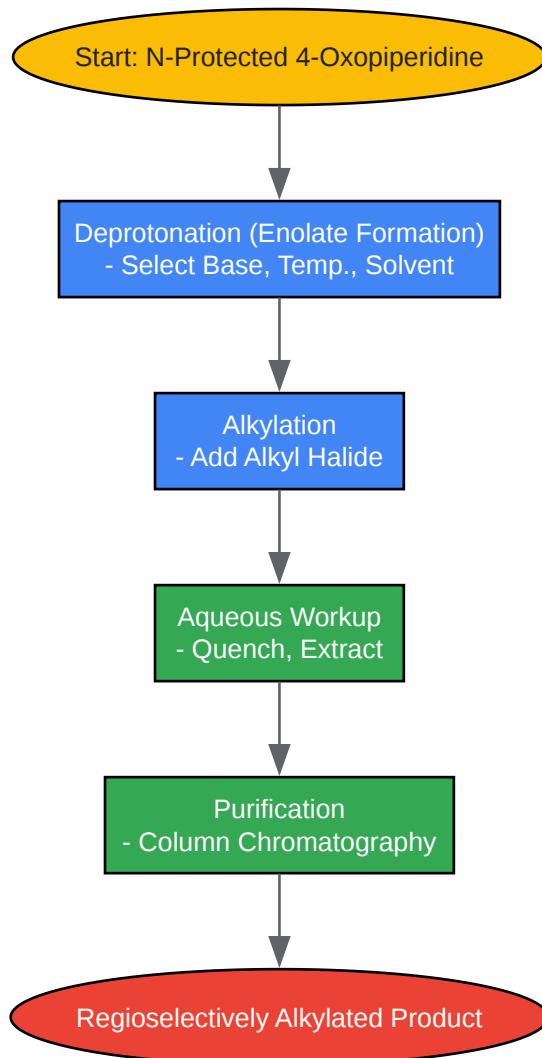 Start: N-Protected 4-Oxopiperidine
Deprotonation (Enolate Formation)
- Select Base, Temp., Solvent
Alkylation
- Add Alkyl Halide
Aqueous Workup
- Quench, Extract
Purification
- Column Chromatography
Regioselectively Alkylated Product